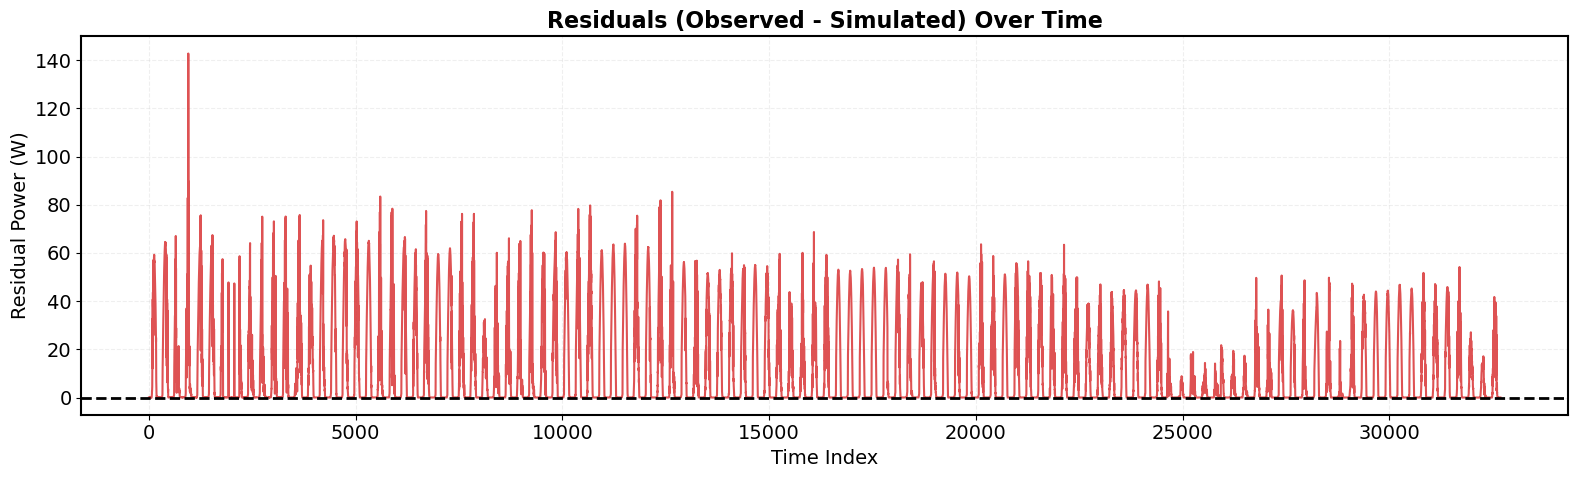 Residuals (Observed - Simulated) Over Time
Residual Power (W)
140
120
100
80
60
40
20
0
0 5000 10000 15000 20000 25000 30000
Time Index